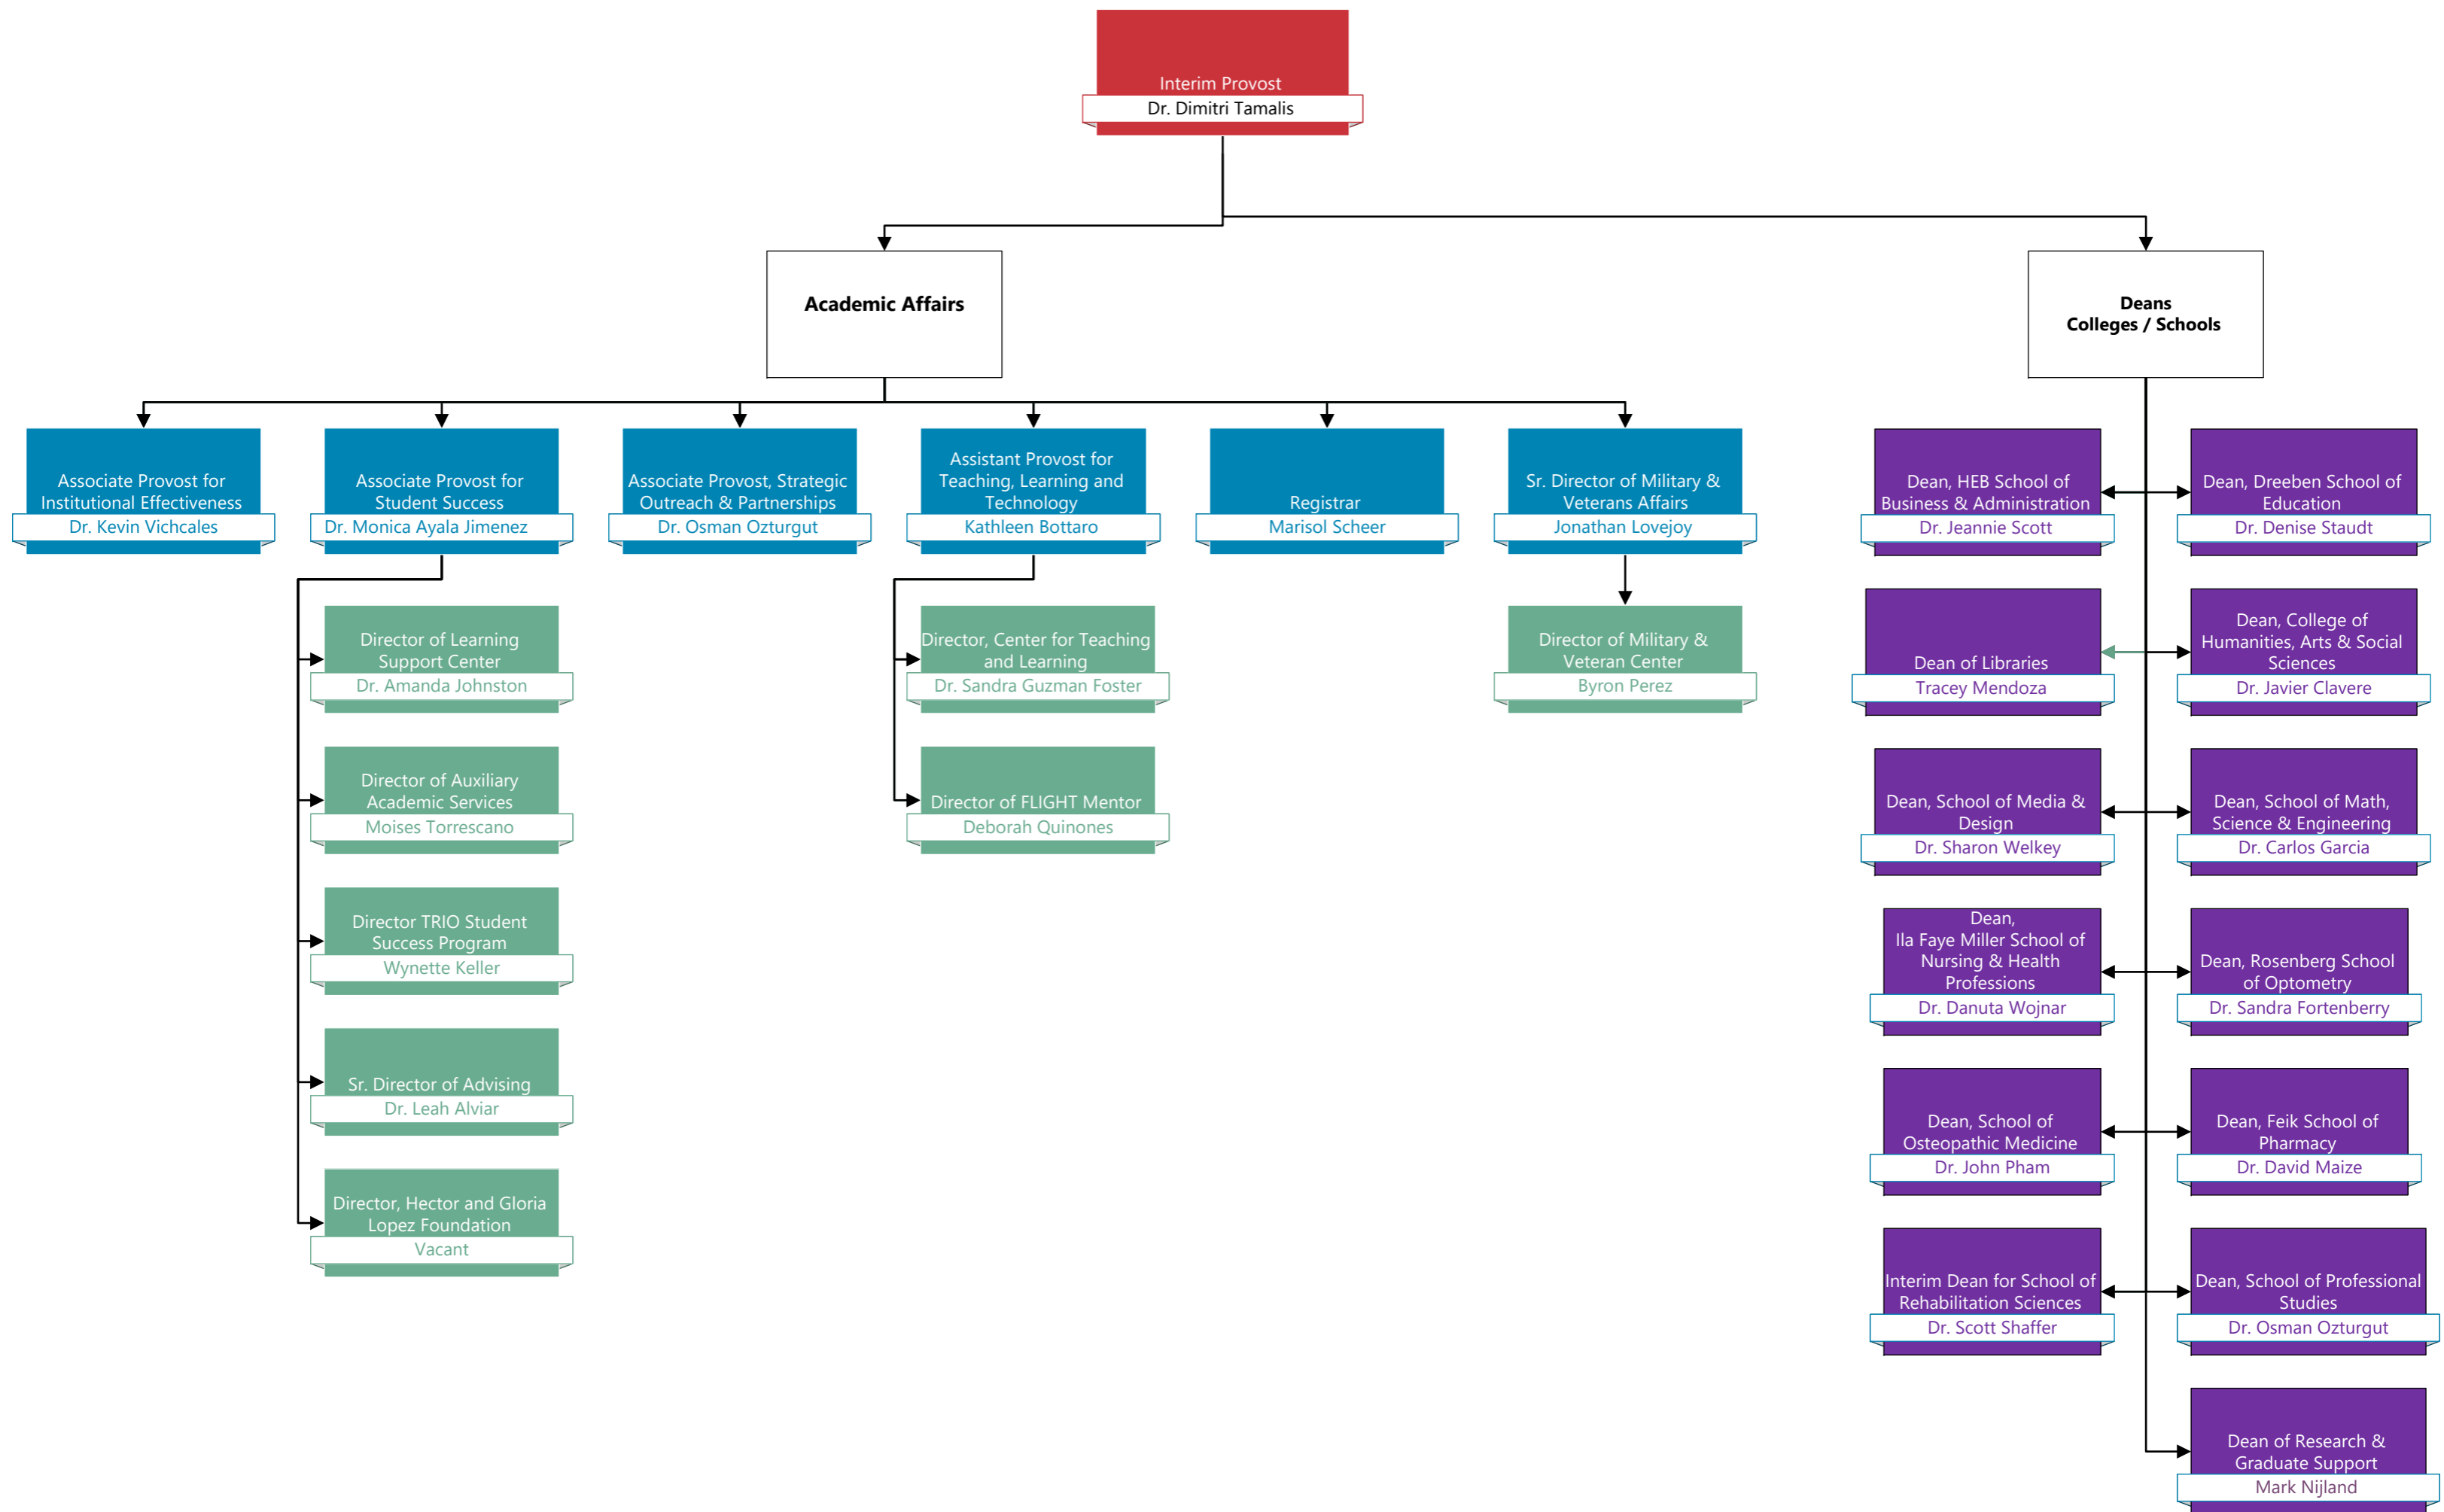 Interim Provost
Dr. Dimitri Tamalis
Academic Affairs
Deans
Colleges / Schools
Associate Provost for
Institutional Effectiveness
Dr. Kevin Vichcales
Associate Provost for
Student Success
Dr. Monica Ayala Jimenez
Associate Provost, Strategic
Outreach & Partnerships
Dr. Osman Ozturgut
Assistant Provost for
Teaching, Learning and
Technology
Kathleen Bottaro
Registrar
Marisol Scheer
Sr. Director of Military &
Veterans Affairs
Jonathan Lovejoy
Director of Learning
Support Center
Dr. Amanda Johnston
Director of Auxiliary
Academic Services
Moises Torrescano
Director TRIO Student
Success Program
Wynette Keller
Sr. Director of Advising
Dr. Leah Alviar
Director, Hector and Gloria
Lopez Foundation
Vacant
Director, Center for Teaching
and Learning
Dr. Sandra Guzman Foster
Director of FLIGHT Mentor
Deborah Quinones
Director of Military &
Veteran Center
Byron Perez
Dean, HEB School of
Business & Administration
Dr. Jeannie Scott
Dean, Dreeben School of
Education
Dr. Denise Staudt
Dean of Libraries
Tracey Mendoza
Dean, College of
Humanities, Arts & Social
Sciences
Dr. Javier Clavere
Dean, School of Media &
Design
Dr. Sharon Welkey
Dean, School of Math,
Science & Engineering
Dr. Carlos Garcia
Dean,
Ila Faye Miller School of
Nursing & Health
Professions
Dr. Danuta Wojnar
Dean, Rosenberg School
of Optometry
Dr. Sandra Fortenberry
Dean, School of
Osteopathic Medicine
Dr. John Pham
Dean, Feik School of
Pharmacy
Dr. David Maize
Interim Dean for School of
Rehabilitation Sciences
Dr. Scott Shaffer
Dean, School of Professional
Studies
Dr. Osman Ozturgut
Dean of Research &
Graduate Support
Mark Nijland